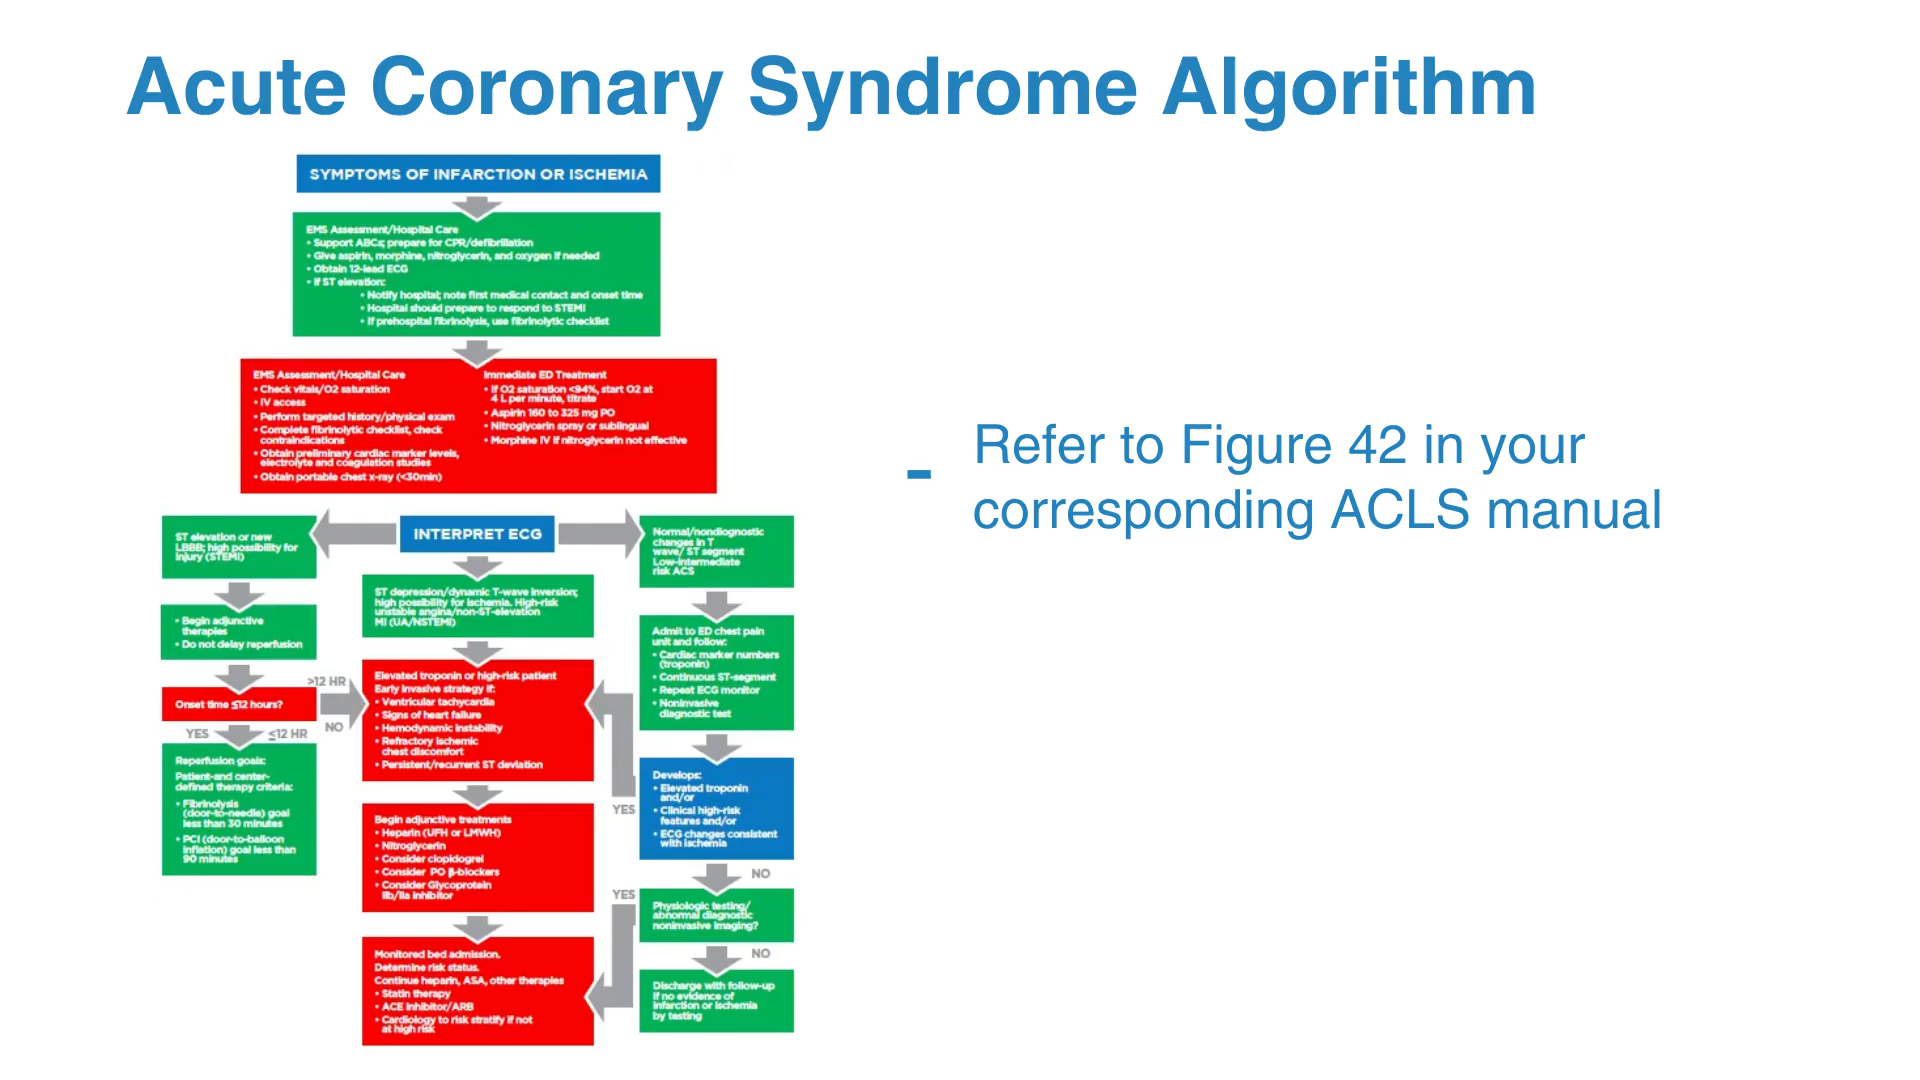 Acute Coronary Syndrome Algorithm
SYMPTOMS OF INFARCTION OR ISCHEMIA
EMS Assessment/Hospital Care
• Support ABCs; prepare for CPR/defibrillation
• Give aspirin, morphine, nitroglycerin, and oxygen if needed
• Obtain 12-lead ECG
• If ST elevation:
• Notify hospital; note first medical contact and onset time
• Hospital should prepare to respond to STEMI
• If prehospital fibrinolysis, use fibrinolytic checklist
EMS Assessment/Hospital Care
• Check vitals/O2 saturation
• IV access
• Perform targeted history/physical exam
• Complete fibrinolytic checklist, check
contraindications
• Obtain preliminary cardiac marker levels,
electrolyte and coagulation studies
• Obtain portable chest x-ray (<30min)
Immediate ED Treatment
• If O2 saturation <94%, start O2 at
4 L per minute, titrate
• Aspirin 160 to 325 mg PO
• Nitroglycerin spray or sublingual
• Morphine IV if nitroglycerin not effective
INTERPRET ECG
ST elevation or new
LBBB; high possibility for
injury (STEMI)
• Begin adjunctive
therapies
• Do not delay reperfusion
Onset time ≤12 hours?
>12 HR
NO
YES
≤12 HR
Reperfusion goals:
Patient-and center-
defined therapy criteria:
• Fibrinolysis
(door-to-needle) goal
less than 30 minutes
• PCI (door-to-balloon
inflation) goal less than
90 minutes
ST depression/dynamic T-wave inversion;
high possibility for ischemia. High-risk
unstable angina/non-ST-elevation
MI (UA/NSTEMI)
Elevated troponin or high-risk patient
Early invasive strategy if:
• Ventricular tachycardia
• Signs of heart failure
• Hemodynamic instability
• Refractory ischemic
chest discomfort
• Persistent/recurrent ST deviation
Begin adjunctive treatments
• Heparin (UFH or LMWH)
• Nitroglycerin
• Consider clopidogrel
• Consider PO β-blockers
• Consider Glycoprotein
IIb/IIa inhibitor
Monitored bed admission.
Determine risk status.
Continue heparin, ASA, other therapies
• Statin therapy
• ACE inhibitor/ARB
• Cardiology to risk stratify if not
at high risk
Normal/nondiagnostic
changes in T
wave/ ST segment
Low-intermediate
risk ACS
Admit to ED chest pain
unit and follow:
• Cardiac marker numbers
(troponin)
• Continuous ST-segment
• Repeat ECG monitor
• Noninvasive
diagnostic test
Develops:
• Elevated troponin
and/or
• Clinical high-risk
features and/or
• ECG changes consistent
with ischemia
YES
NO
Physiologic testing/
abnormal diagnostic
noninvasive imaging?
YES
NO
Discharge with follow-up
if no evidence of
infarction or ischemia
by testing
- Refer to Figure 42 in your
corresponding ACLS manual